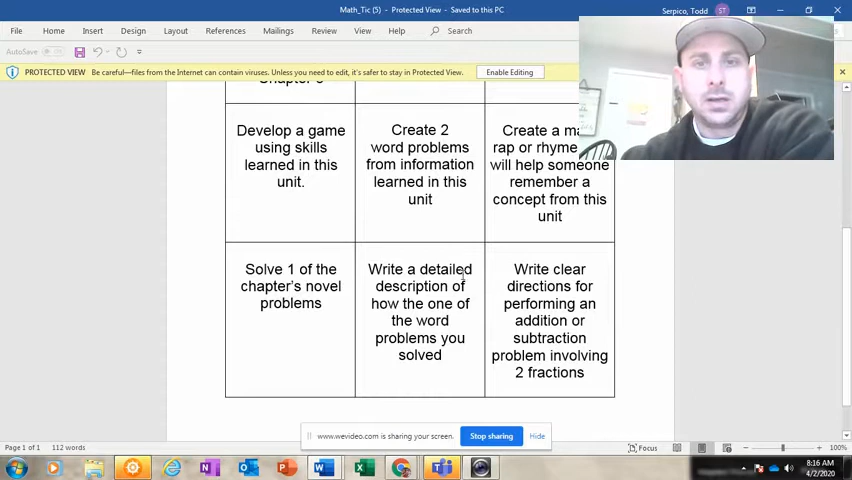 Math_Tic (5) - Protected View - Saved to this PC
Serpico, Todd
ST
File Home Insert Draw Design Layout References Mailings Review View Help Search
AutoSave
PROTECTED VIEW Be careful—files from the Internet can contain viruses. Unless you need to edit, it's safer to stay in Protected View. Enable Editing
Develop a game
using skills
learned in this
unit.
Create 2
word problems
from information
learned in this
unit
Create a
rap or rhyme
will help someone
remember a
concept from this
unit
Solve 1 of the
chapter's novel
problems
Write a detailed
description of
how the one of
the word
problems you
solved
Write clear
directions for
performing an
addition or
subtraction
problem involving
2 fractions
www.wevideo.com is sharing your screen. Stop sharing Hide
Page 1 of 1 112 words
Focus
100%
8:16 AM
4/2/2020